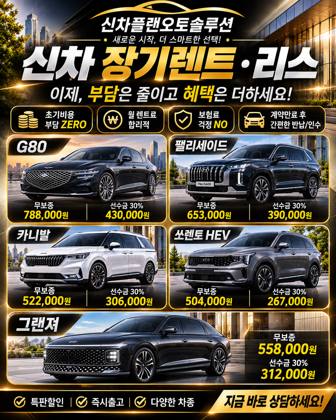 신차플랜오토솔루션
새로운 시작, 더 스마트한 선택!
신차 장기렌트·리스
이제, 부담은 줄이고 혜택은 더하세요!
초기비용
부담 ZERO
월 렌트료
합리적
보험료
걱정 NO
계약만료 후
간편한 반납/인수
G80
무보증
788,000원
선수금 30%
430,000원
팰리세이드
무보증
653,000원
선수금 30%
390,000원
카니발
무보증
522,000원
선수금 30%
306,000원
쏘렌토 HEV
무보증
504,000원
선수금 30%
267,000원
그랜져
무보증
558,000원
선수금 30%
312,000원
특판할인
즉시출고
다양한 차종
지금 바로 상담하세요!